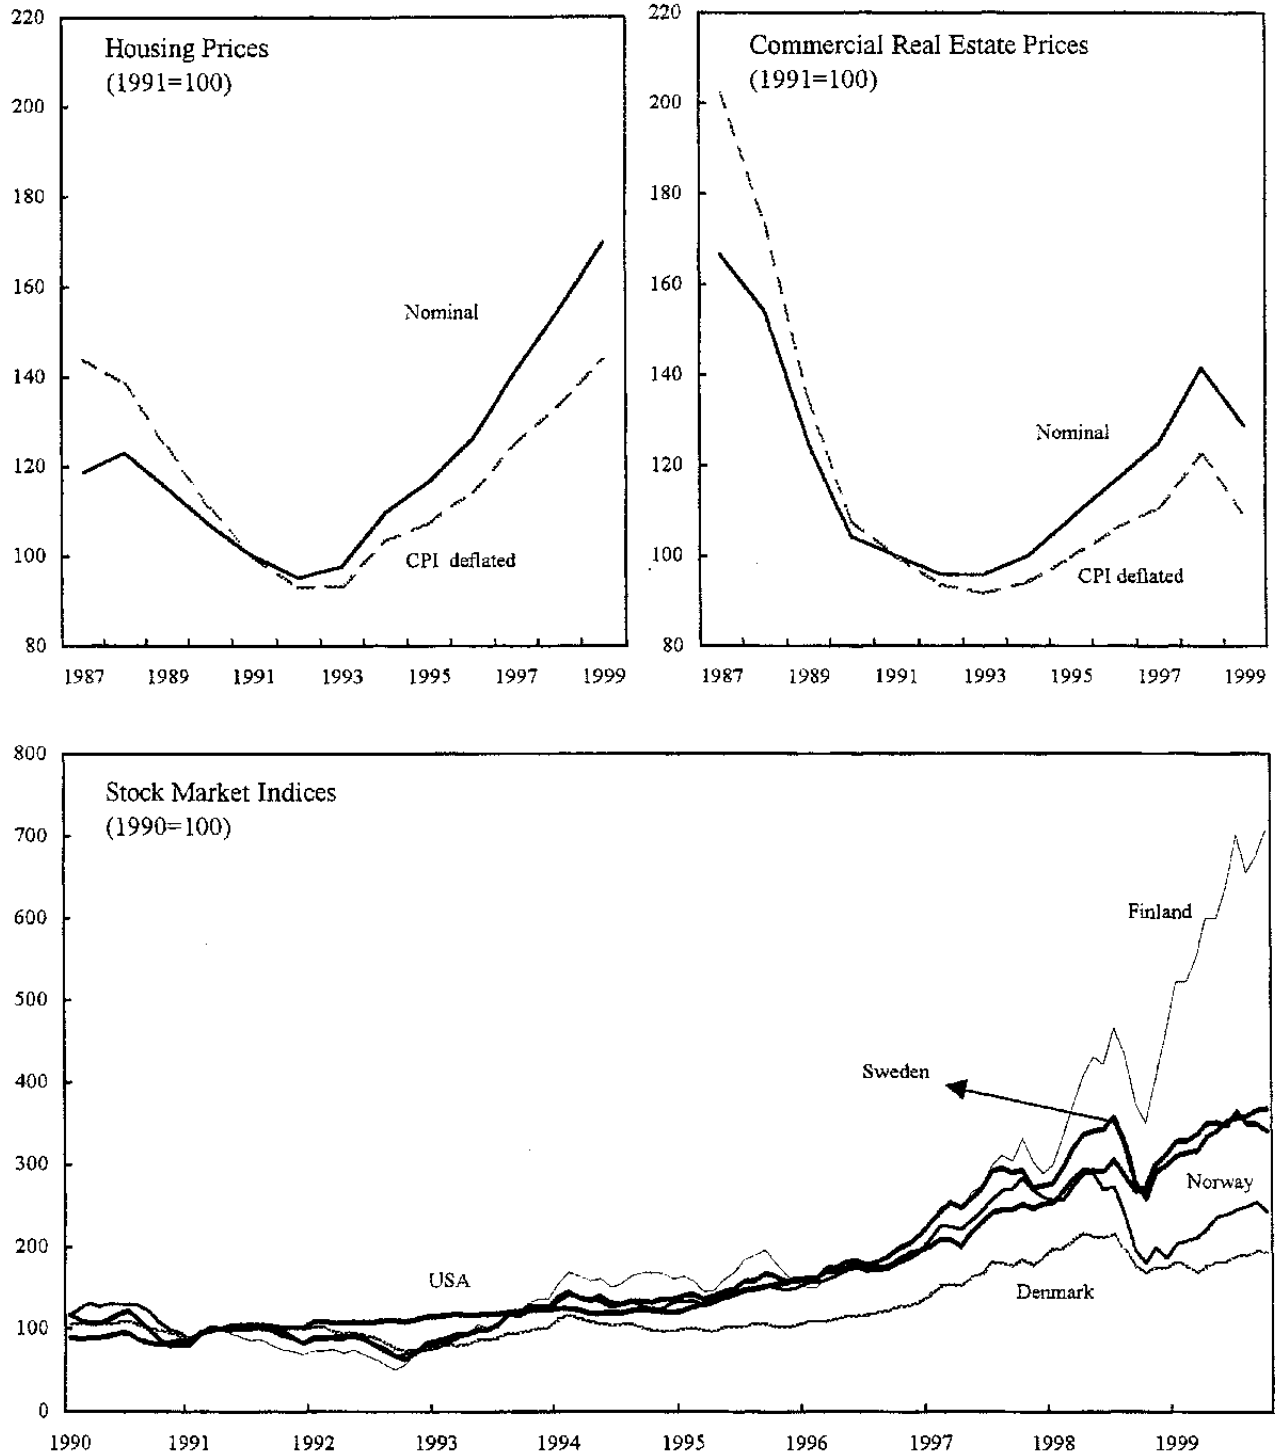 Housing Prices
(1991=100)
220
200
180
160
140
120
100
80
Nominal
CPI deflated
1987 1989 1991 1993 1995 1997 1999
Commercial Real Estate Prices
(1991=100)
220
200
180
160
140
120
100
80
Nominal
CPI deflated
1987 1989 1991 1993 1995 1997 1999
Stock Market Indices
(1990=100)
800
700
600
500
400
300
200
100
0
Finland
Sweden
Norway
USA
Denmark
1990 1991 1992 1993 1994 1995 1996 1997 1998 1999